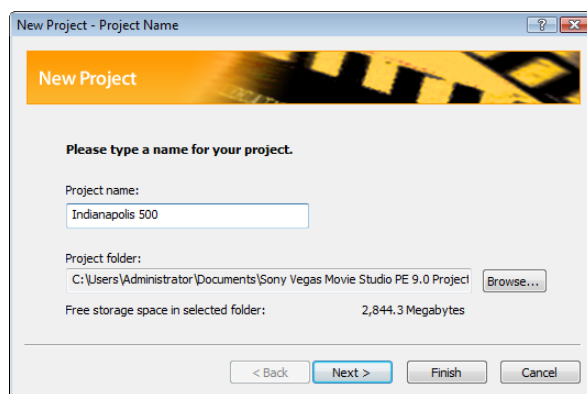 New Project - Project Name
New Project
Please type a name for your project.
Project name:
Indianapolis 500
Project folder:
C:\Users\Administrator\Documents\Sony Vegas Movie Studio PE 9.0 Project
Browse...
Free storage space in selected folder: 2,844.3 Megabytes
< Back Next > Finish Cancel